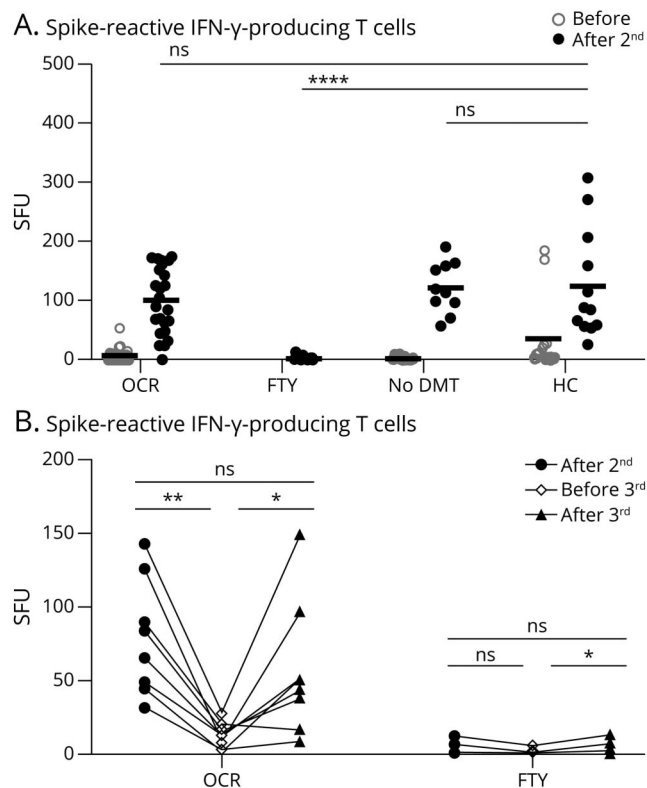 A. Spike-reactive IFN-γ-producing T cells
Before
After 2nd
ns
****
ns
500
400
300
200
100
0
SFU
OCR FTY No DMT HC
B. Spike-reactive IFN-γ-producing T cells
After 2nd
Before 3rd
After 3rd
ns
** *
ns
ns *
200
150
100
50
0
SFU
OCR FTY